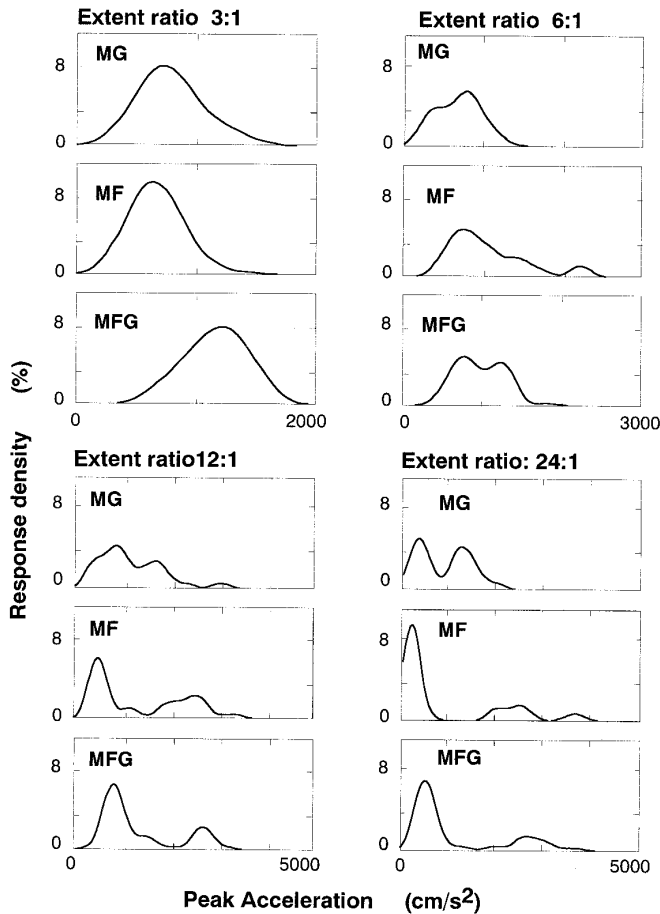 Extent ratio 3:1
MG
8
0
MF
8
0
MFG
8
0
0 2000
Extent ratio 6:1
MG
8
0
MF
8
0
MFG
8
0
0 3000
Extent ratio12:1
MG
8
0
MF
8
0
MFG
8
0
0 5000
Extent ratio: 24:1
MG
8
0
MF
8
0
MFG
8
0
0 5000
Response density (%)
Peak Acceleration (cm/s²)